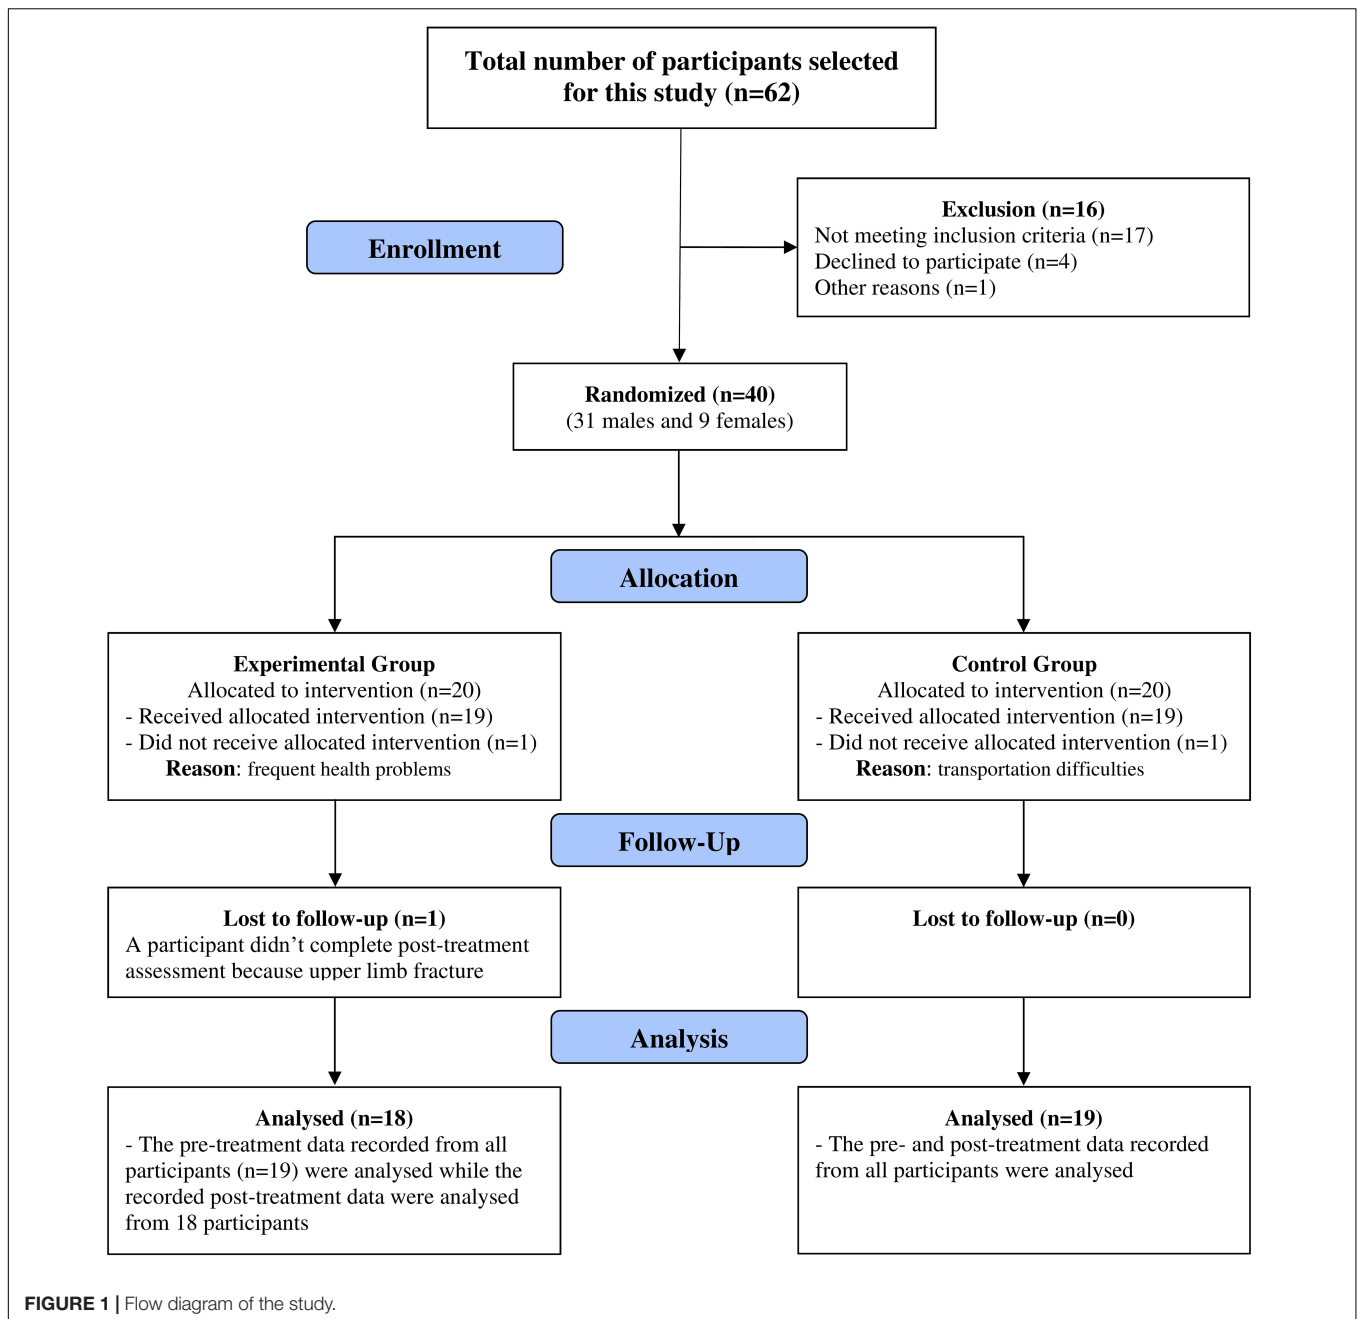 Total number of participants selected
for this study (n=62)
Enrollment
Exclusion (n=16)
Not meeting inclusion criteria (n=17)
Declined to participate (n=4)
Other reasons (n=1)
Randomized (n=40)
(31 males and 9 females)
Allocation
Experimental Group
Allocated to intervention (n=20)
- Received allocated intervention (n=19)
- Did not receive allocated intervention (n=1)
Reason: frequent health problems
Control Group
Allocated to intervention (n=20)
- Received allocated intervention (n=19)
- Did not receive allocated intervention (n=1)
Reason: transportation difficulties
Follow-Up
Lost to follow-up (n=1)
A participant didn't complete post-treatment
assessment because upper limb fracture
Lost to follow-up (n=0)
Analysis
Analysed (n=18)
- The pre-treatment data recorded from all
participants (n=19) were analysed while the
recorded post-treatment data were analysed
from 18 participants
Analysed (n=19)
- The pre- and post-treatment data recorded
from all participants were analysed
FIGURE 1 | Flow diagram of the study.